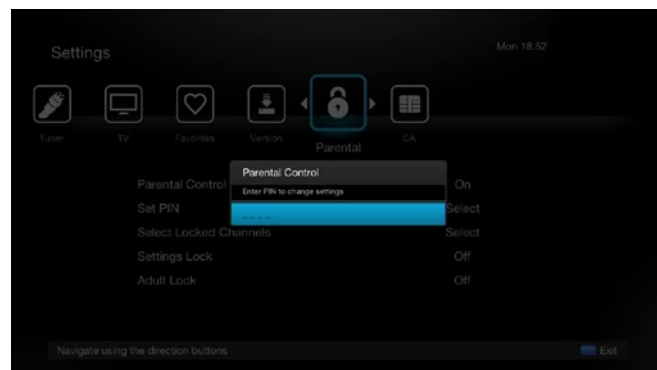 Settings
Mon 18.52
Tuner TV Favorites Version Parental CA
Parental Control
Enter PIN to change settings
_ _ _ _
Parental Control On
Set PIN Select
Select Locked Channels Select
Settings Lock Off
Adult Lock Off
Navigate using the direction buttons
Exit